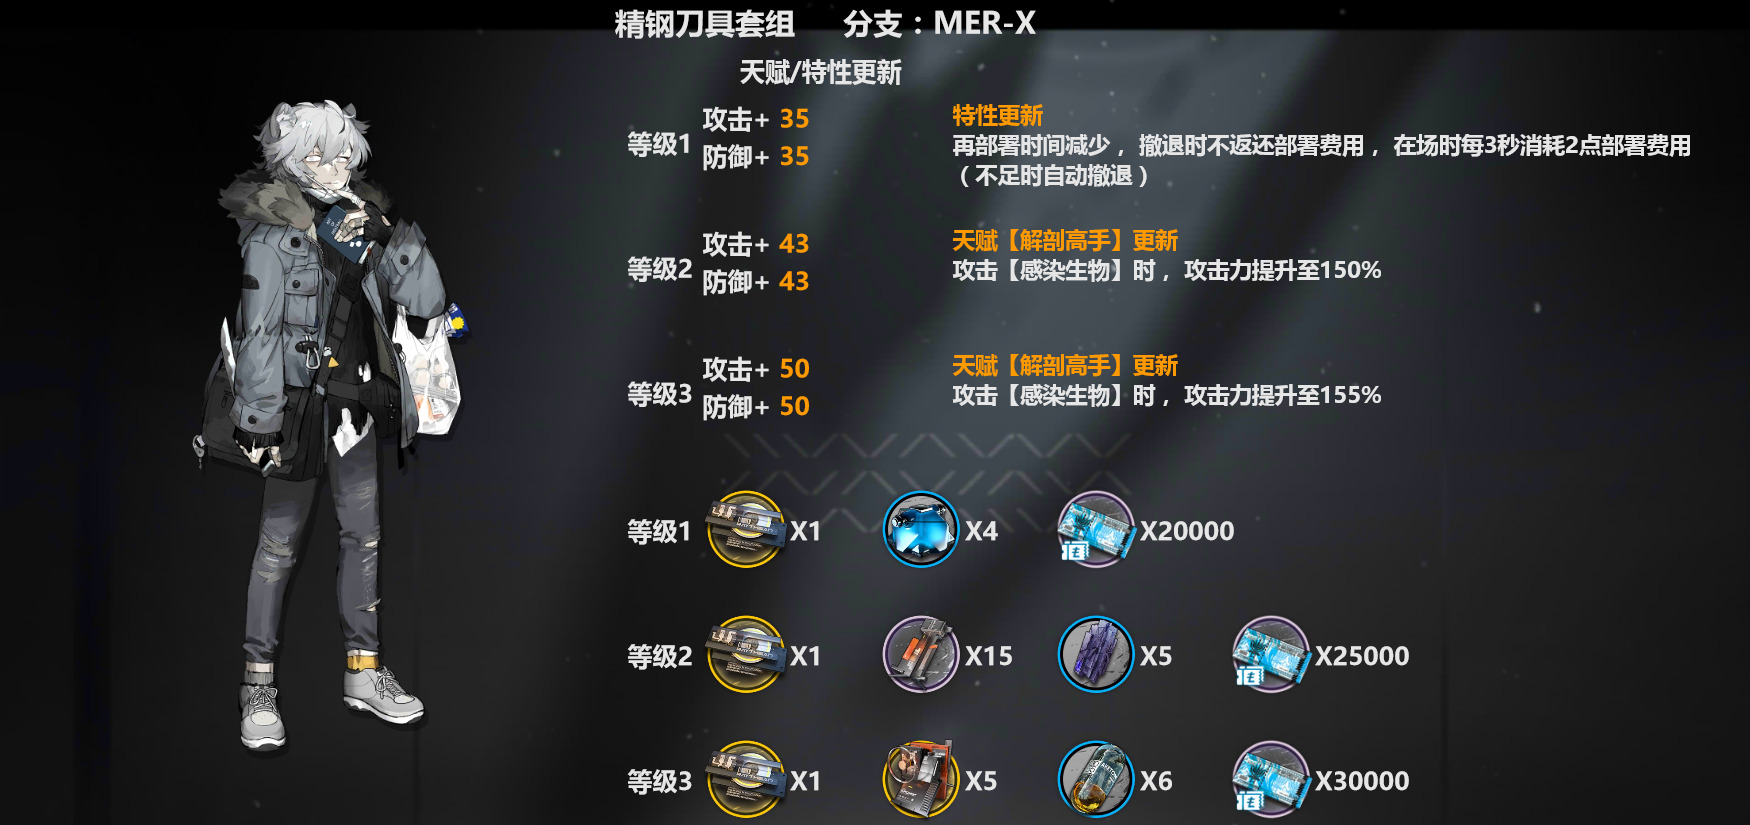 精钢刀具套组 分支：MER-X
天赋/特性更新
等级1
攻击+ 35
防御+ 35
特性更新
再部署时间减少，撤退时不返还部署费用，在场时每3秒消耗2点部署费用
（不足时自动撤退）
等级2
攻击+ 43
防御+ 43
天赋【解剖高手】更新
攻击【感染生物】时，攻击力提升至150%
等级3
攻击+ 50
防御+ 50
天赋【解剖高手】更新
攻击【感染生物】时，攻击力提升至155%
等级1 X1 X4 X20000
等级2 X1 X15 X5 X25000
等级3 X1 X5 X6 X30000